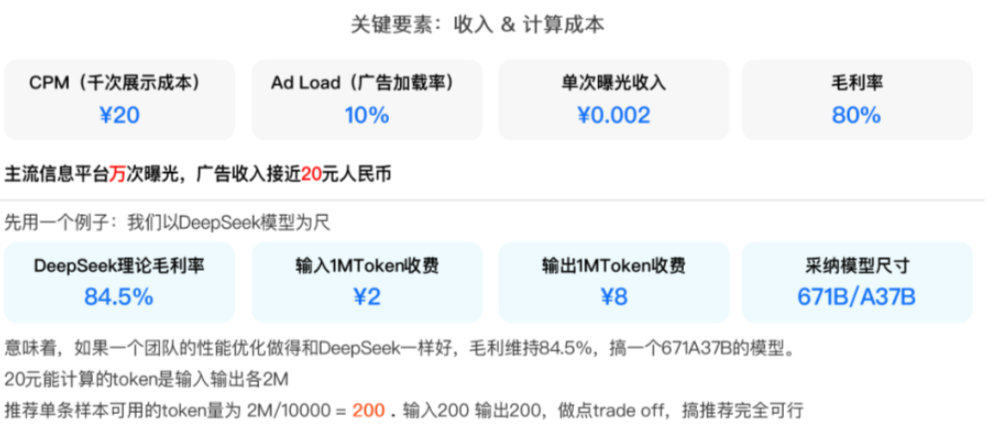 关键要素：收入 & 计算成本
CPM（千次展示成本） Ad Load（广告加载率） 单次曝光收入 毛利率
¥20 10% ¥0.002 80%
主流信息平台万次曝光，广告收入接近20元人民币
先用一个例子：我们以DeepSeek模型为尺
DeepSeek理论毛利率 输入1MToken收费 输出1MToken收费 采纳模型尺寸
84.5% ¥2 ¥8 671B/A37B
意味着，如果一个团队的性能优化做得和DeepSeek一样好，毛利维持84.5%，搞一个671A37B的模型。
20元能计算的token是输入输出各2M
推荐单条样本可用的token量为 2M/10000 = 200 . 输入200 输出200，做点trade off，搞推荐完全可行